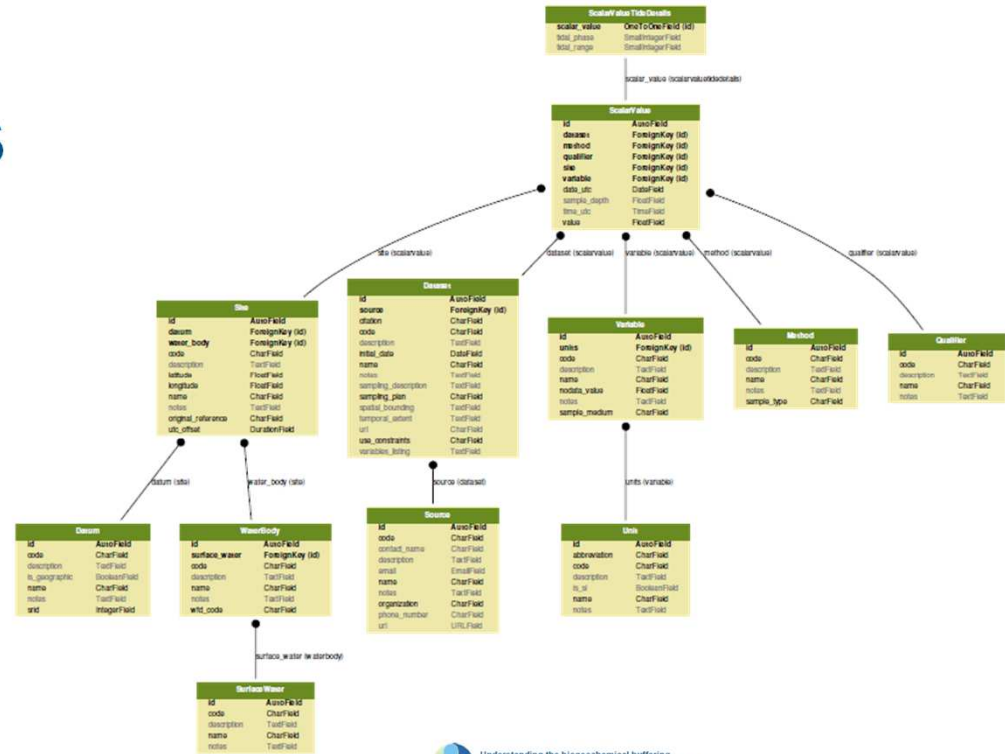 s
ScalarValueTideDetails
scalar_value OneToOneField (id)
tidal_phase SmallIntegerField
tidal_range SmallIntegerField
scalar_value (scalarvaluetidedetails)
ScalarValue
id AutoField
dataset ForeignKey (id)
method ForeignKey (id)
qualifier ForeignKey (id)
site ForeignKey (id)
variable ForeignKey (id)
date_utc DateField
sample_depth FloatField
time_utc TimeField
value FloatField
site (scalarvalue)
dataset (scalarvalue)
variable (scalarvalue)
method (scalarvalue)
qualifier (scalarvalue)
Site
id AutoField
datum ForeignKey (id)
water_body ForeignKey (id)
code CharField
description TextField
latitude FloatField
longitude FloatField
name CharField
notes TextField
original_reference CharField
utc_offset DurationField
Dataset
id AutoField
source ForeignKey (id)
citation CharField
code CharField
description TextField
initial_date DateField
name CharField
notes TextField
sampling_description TextField
sampling_plan CharField
spatial_bounding TextField
temporal_extent TextField
url CharField
use_constraints CharField
variables_listing TextField
Variable
id AutoField
units ForeignKey (id)
code CharField
description TextField
name CharField
nodata_value FloatField
notes TextField
sample_medium CharField
Method
id AutoField
code CharField
description TextField
name CharField
notes TextField
sample_type CharField
Qualifier
id AutoField
code CharField
description TextField
name CharField
notes TextField
datum (site)
water_body (site)
source (dataset)
units (variable)
Datum
id AutoField
code CharField
description TextField
is_geographic BooleanField
name CharField
notes TextField
srid IntegerField
WaterBody
id AutoField
surface_water ForeignKey (id)
code CharField
description TextField
name CharField
notes TextField
wfd_code CharField
Source
id AutoField
code CharField
contact_name CharField
description TextField
email EmailField
name CharField
notes TextField
organization CharField
phone_number CharField
url URLField
Unit
id AutoField
abbreviation CharField
code CharField
description TextField
is_si BooleanField
name CharField
notes TextField
surface_water (waterbody)
SurfaceWater
id AutoField
code CharField
description TextField
name CharField
notes TextField
Understanding the biogeochemical buffering